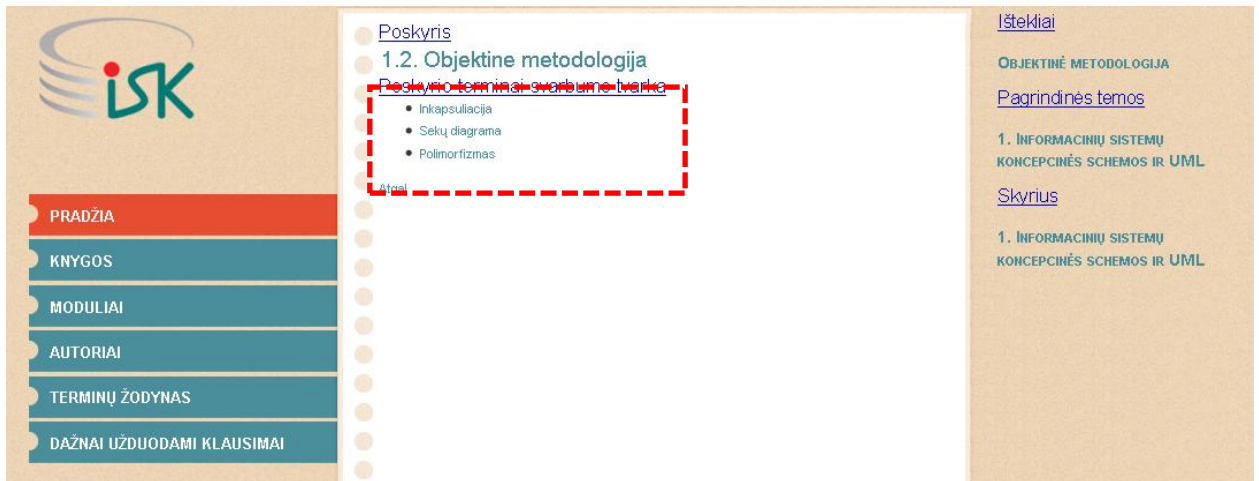 iSK
PRADŽIA
KNYGOS
MODULIAI
AUTORIAI
TERMINŲ ŽODYNAS
DAŽNAI UŽDUODAMI KLAUSIMAI
Poskyris
1.2. Objektine metodologija
Poskyrio terminai svarbumo tvarka
Inkapsuliacija
Sekų diagrama
Polimorfizmas
Atgal
Ištekliai
OBJEKTINĖ METODOLOGIJA
Pagrindinės temos
1. INFORMACINIŲ SISTEMŲ
KONCEPCINĖS SCHEMOS IR UML
Skyrius
1. INFORMACINIŲ SISTEMŲ
KONCEPCINĖS SCHEMOS IR UML